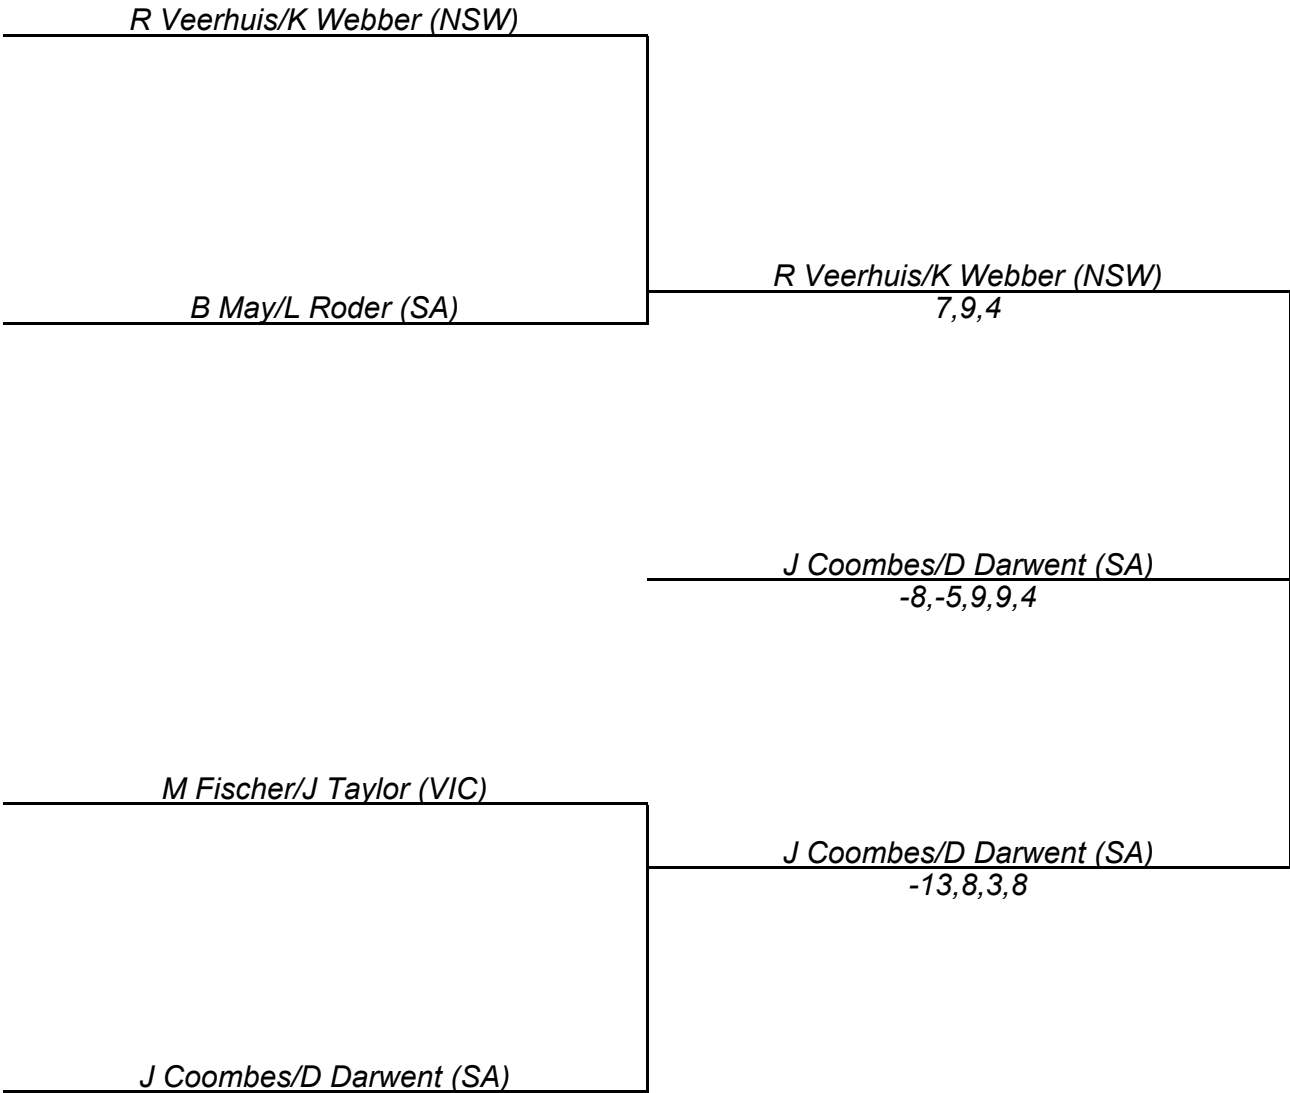 R Veerhuis/K Webber (NSW)
R Veerhuis/K Webber (NSW)
B May/L Roder (SA)
7,9,4
J Coombes/D Darwent (SA)
-8,-5,9,9,4
M Fischer/J Taylor (VIC)
J Coombes/D Darwent (SA)
-13,8,3,8
J Coombes/D Darwent (SA)